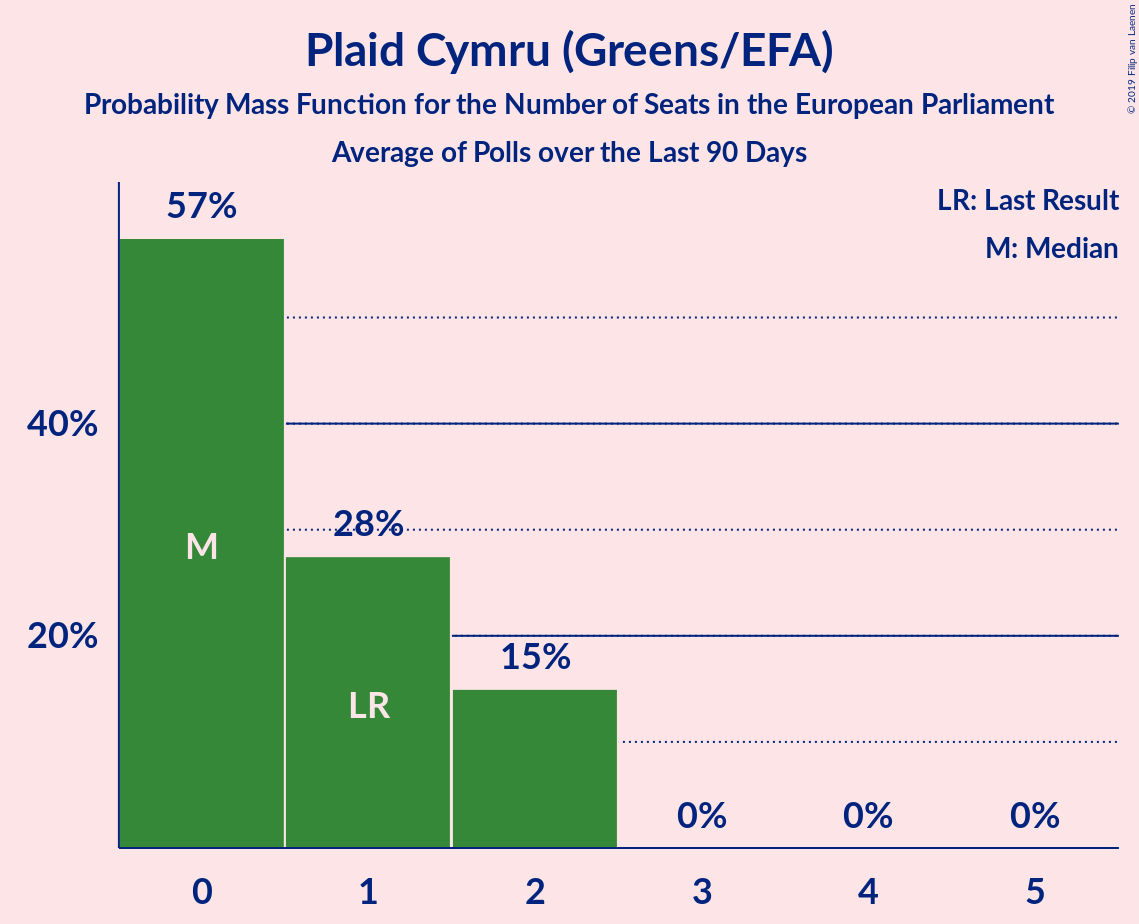 Plaid Cymru (Greens/EFA)
Probability Mass Function for the Number of Seats in the European Parliament
Average of Polls over the Last 90 Days
© 2019 Filip van Laenen
LR: Last Result
M: Median
57%
40%
28%
M
20%
15%
LR
0% 0% 0%
0 1 2 3 4 5